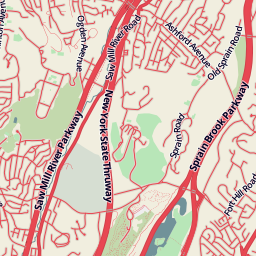 Ogden Avenue
Saw Mill River Road
Ashford Avenue
Old Sprain Road
Saw Mill River Parkway
New York State Thruway
Sprain Road
Sprain Brook Parkway
Fort Hill Road